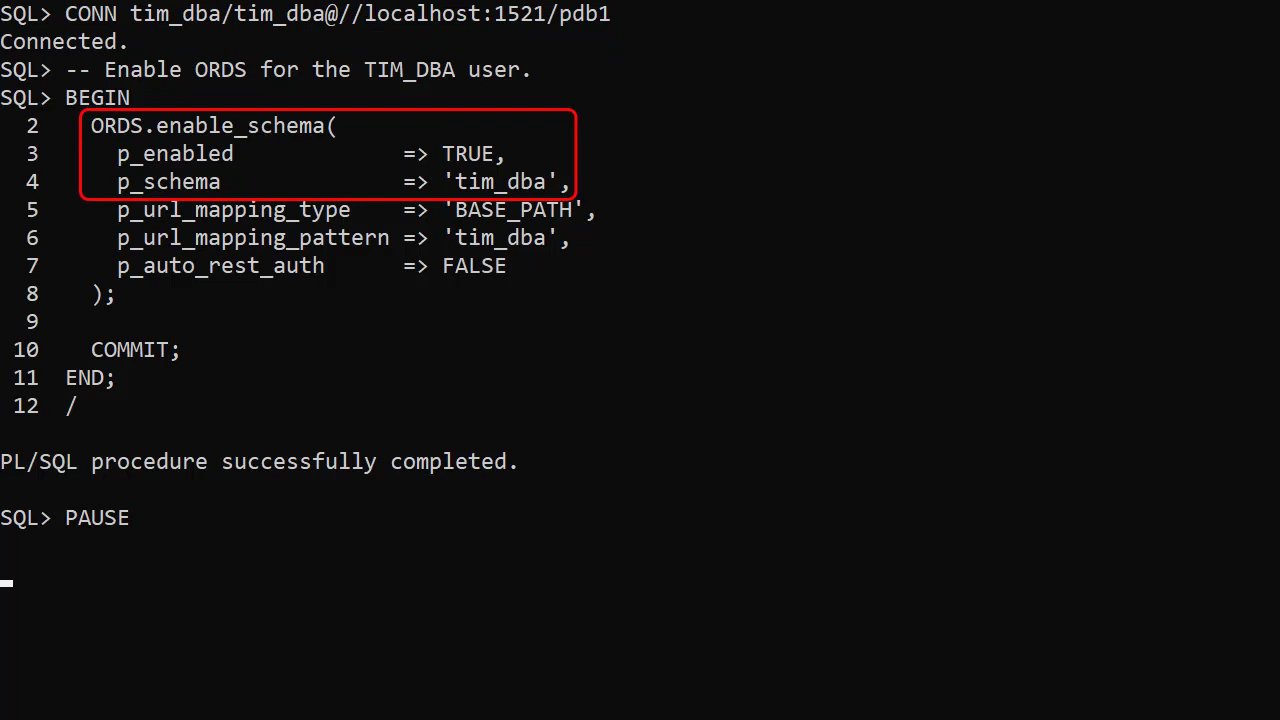 SQL> CONN tim_dba/tim_dba@//localhost:1521/pdb1
Connected.
SQL> -- Enable ORDS for the TIM_DBA user.
SQL> BEGIN
  2    ORDS.enable_schema(
  3      p_enabled             => TRUE,
  4      p_schema              => 'tim_dba',
  5      p_url_mapping_type    => 'BASE_PATH',
  6      p_url_mapping_pattern => 'tim_dba',
  7      p_auto_rest_auth      => FALSE
  8    );
  9
 10    COMMIT;
 11  END;
 12  /
PL/SQL procedure successfully completed.
SQL> PAUSE